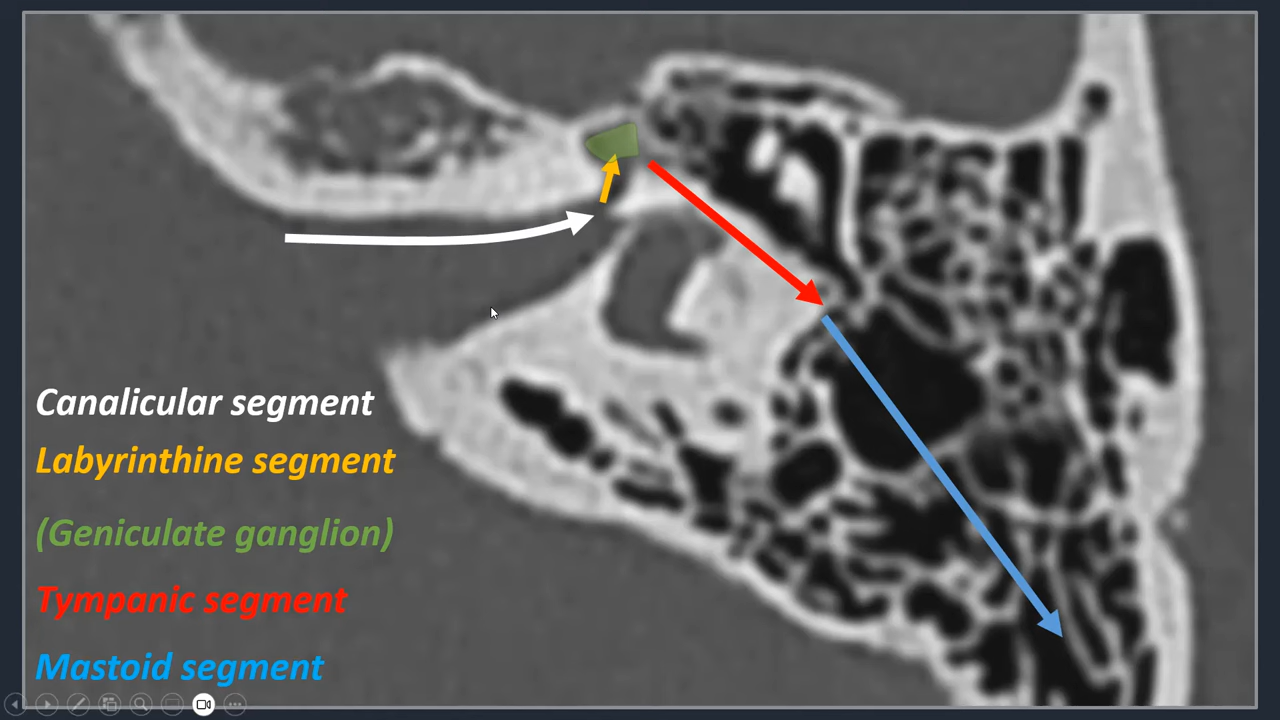 Canalicular segment
Labyrinthine segment
(Geniculate ganglion)
Tympanic segment
Mastoid segment